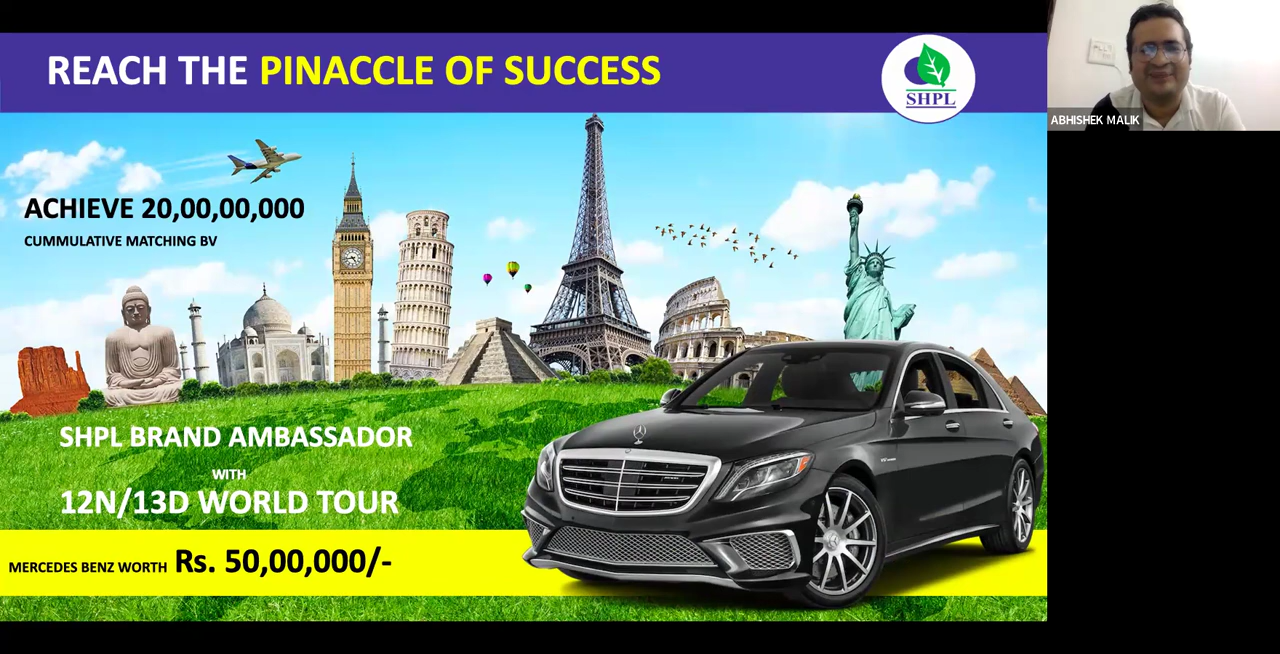 REACH THE PINACCLE OF SUCCESS
SHPL
ABHISHEK MALIK
ACHIEVE 20,00,00,000
CUMMULATIVE MATCHING BV
SHPL BRAND AMBASSADOR
WITH
12N/13D WORLD TOUR
MERCEDES BENZ WORTH Rs. 50,00,000/-